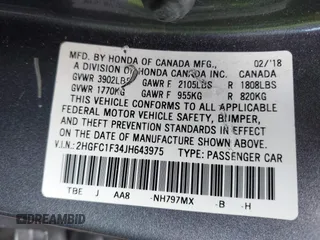 MFD. BY HONDA OF CANADA MFG., 02/'18
A DIVISION OF HONDA CANADA INC. CANADA
GVWR 3902LBS GAWR F 2105LBS R 1808LBS
GVWR 1770KG GAWR F 955KG R 820KG
THIS VEHICLE CONFORMS TO ALL APPLICABLE
FEDERAL MOTOR VEHICLE SAFETY, BUMPER,
AND THEFT PREVENTION STANDARDS IN EFFECT
ON THE DATE OF MANUFACTURE SHOWN ABOVE.
V.I.N.: 2HGFC1F34JH643975 TYPE: PASSENGER CAR
TBE J AA8 -NH797MX -B -H
DREAMBID